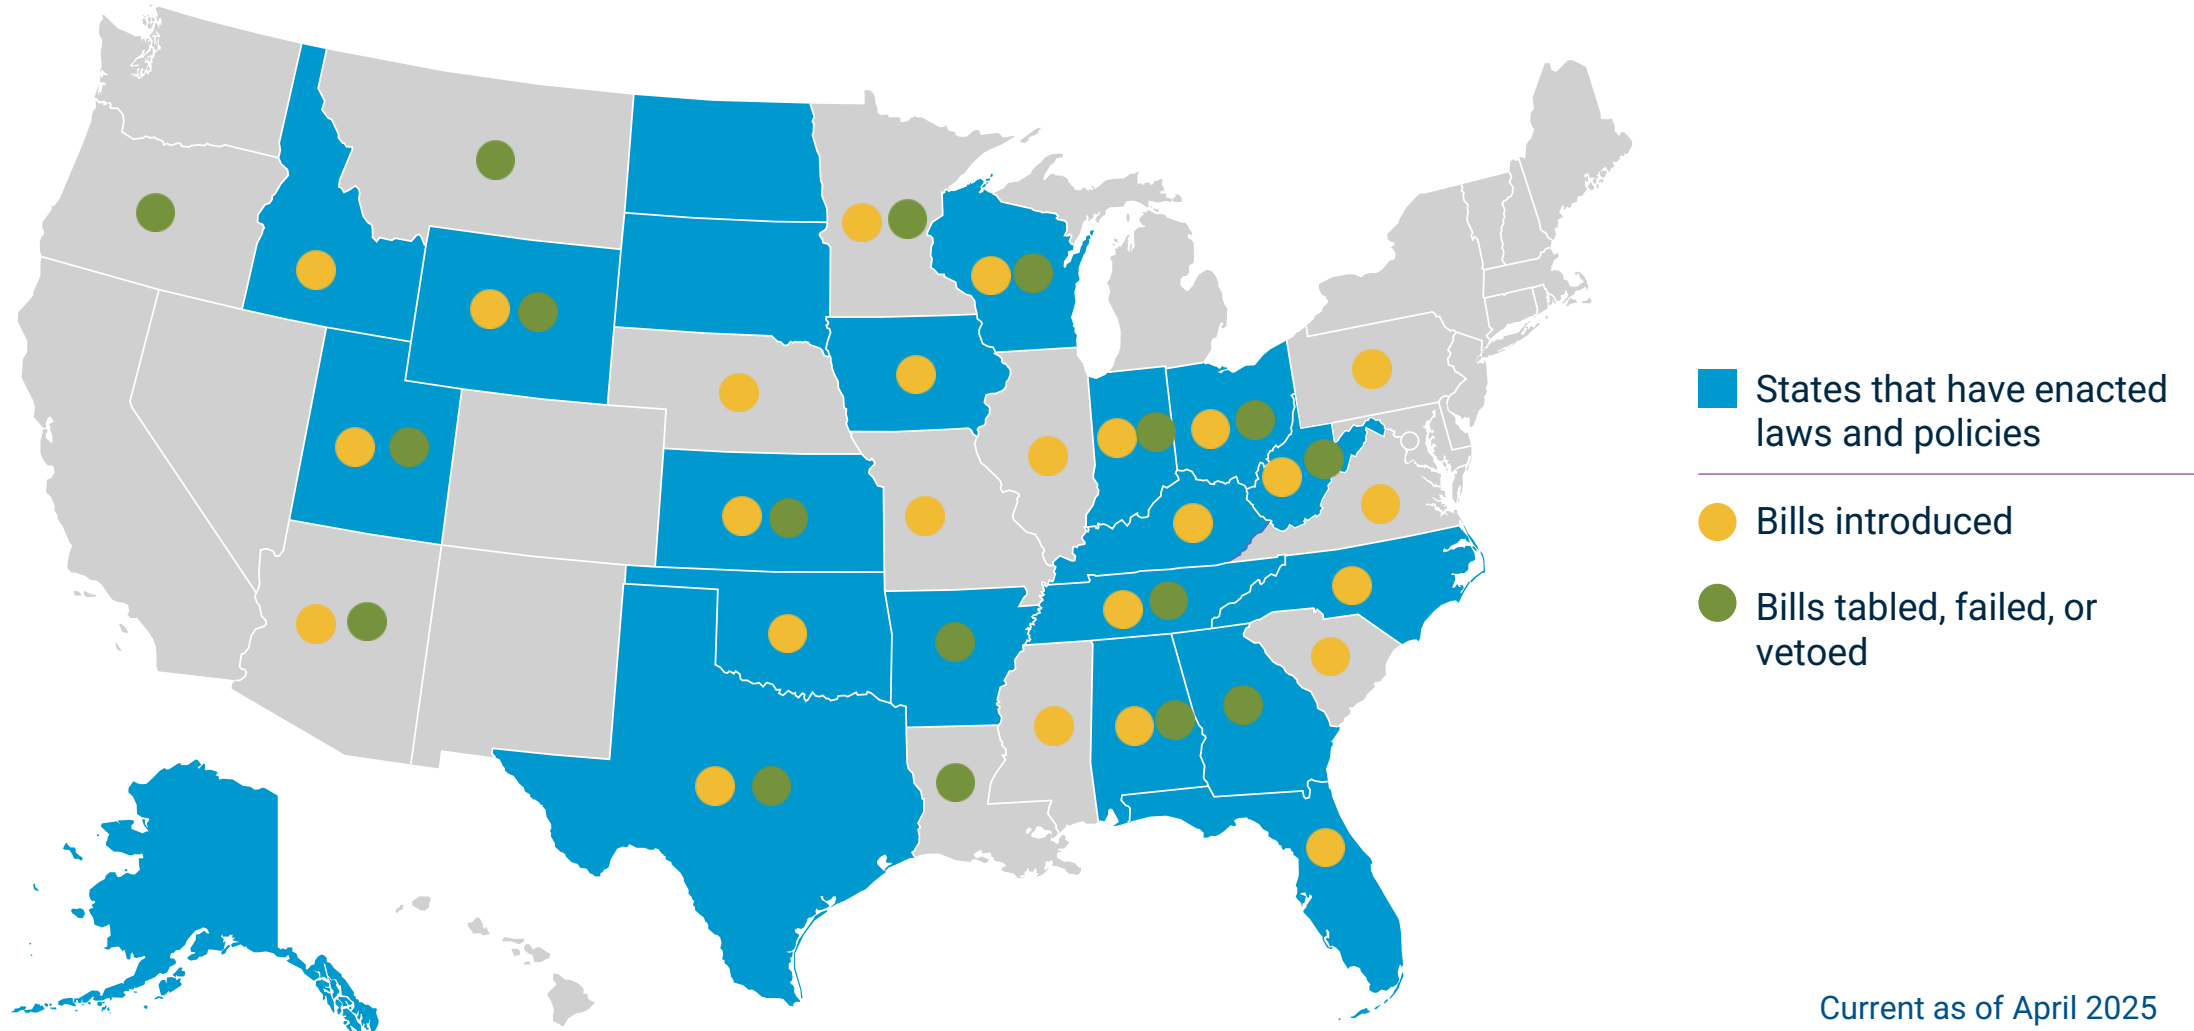 States that have enacted
laws and policies
Bills introduced
Bills tabled, failed, or
vetoed
Current as of April 2025